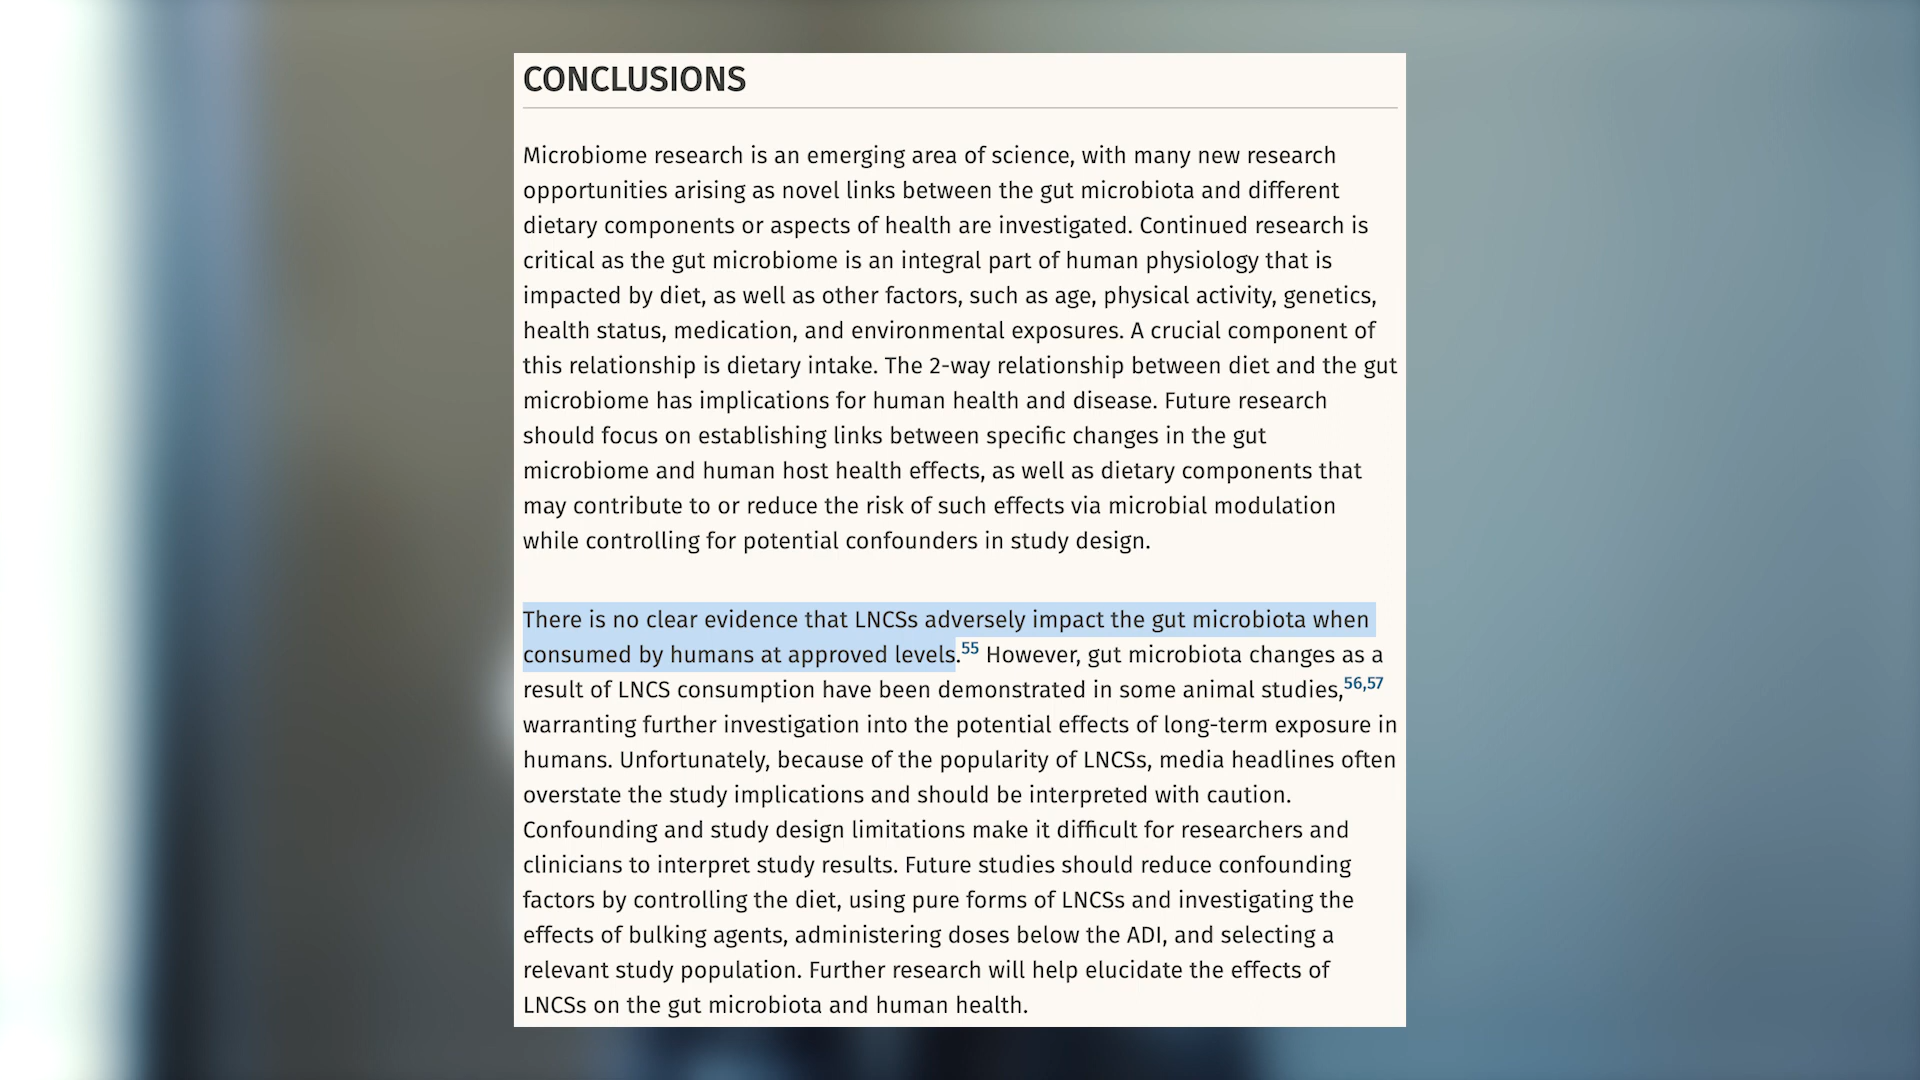 CONCLUSIONS
Microbiome research is an emerging area of science, with many new research
opportunities arising as novel links between the gut microbiota and different
dietary components or aspects of health are investigated. Continued research is
critical as the gut microbiome is an integral part of human physiology that is
impacted by diet, as well as other factors, such as age, physical activity, genetics,
health status, medication, and environmental exposures. A crucial component of
this relationship is dietary intake. The 2-way relationship between diet and the gut
microbiome has implications for human health and disease. Future research
should focus on establishing links between specific changes in the gut
microbiome and human host health effects, as well as dietary components that
may contribute to or reduce the risk of such effects via microbial modulation
while controlling for potential confounders in study design.
There is no clear evidence that LNCSs adversely impact the gut microbiota when
consumed by humans at approved levels.55 However, gut microbiota changes as a
result of LNCS consumption have been demonstrated in some animal studies,56,57
warranting further investigation into the potential effects of long-term exposure in
humans. Unfortunately, because of the popularity of LNCSs, media headlines often
overstate the study implications and should be interpreted with caution.
Confounding and study design limitations make it difficult for researchers and
clinicians to interpret study results. Future studies should reduce confounding
factors by controlling the diet, using pure forms of LNCSs and investigating the
effects of bulking agents, administering doses below the ADI, and selecting a
relevant study population. Further research will help elucidate the effects of
LNCSs on the gut microbiota and human health.